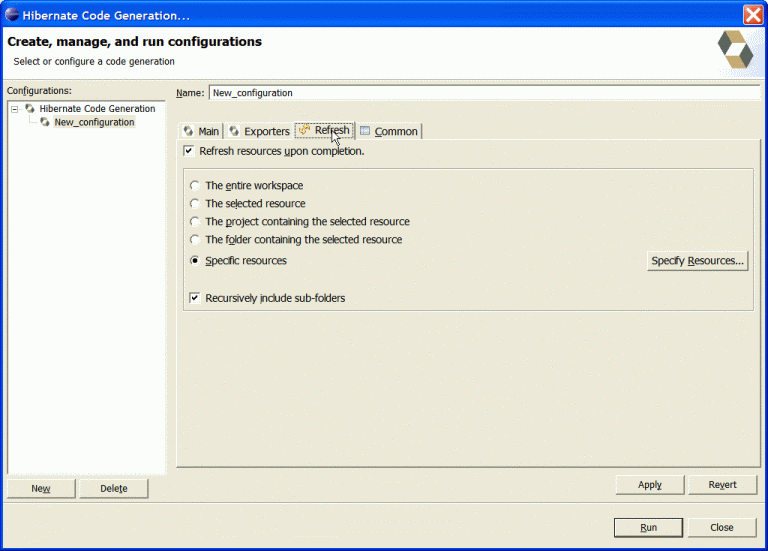 Hibernate Code Generation...
Create, manage, and run configurations
Select or configure a code generation
Configurations:
Hibernate Code Generation
New_configuration
Name: New_configuration
Main Exporters Refresh Common
Refresh resources upon completion.
The entire workspace
The selected resource
The project containing the selected resource
The folder containing the selected resource
Specific resources Specify Resources...
Recursively include sub-folders
New Delete
Apply Revert
Run Close